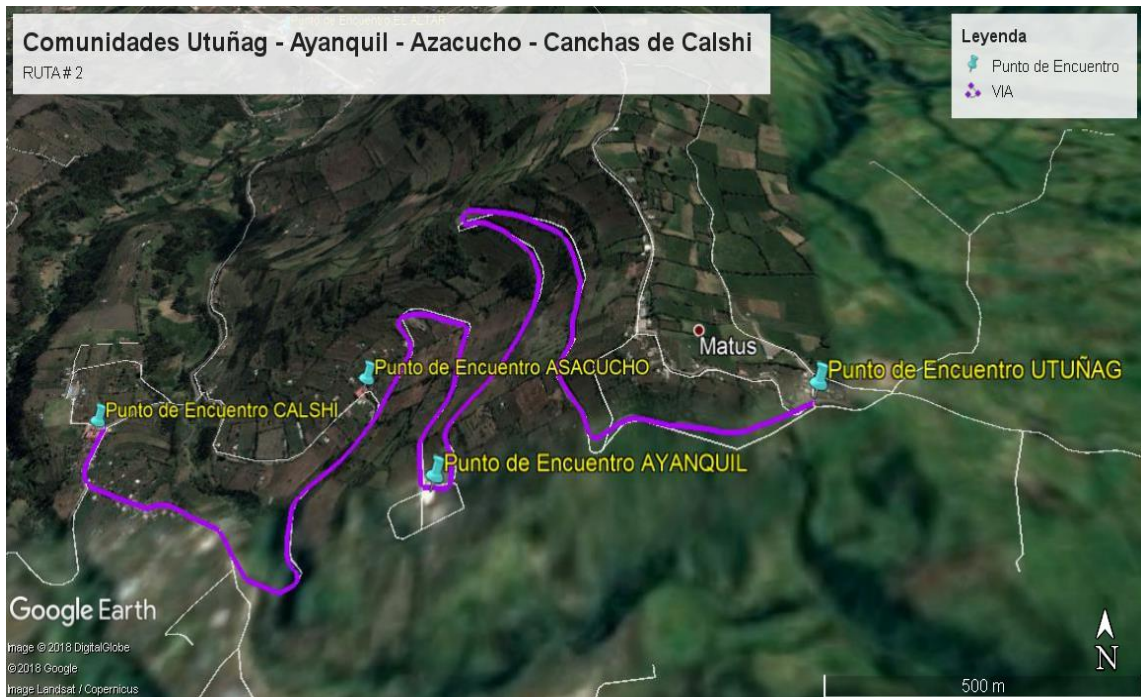 Punto de Encuentro EL ALTAR
Comunidades Utuñag - Ayanquil - Azacucho - Canchas de Calshi
RUTA # 2
Leyenda
Punto de Encuentro
VIA
Matus
Punto de Encuentro ASACUCHO
Punto de Encuentro UTUÑAG
Punto de Encuentro CALSHI
Punto de Encuentro AYANQUIL
Google Earth
Image © 2018 DigitalGlobe
©2018 Google
Image Landsat / Copernicus
N
500 m